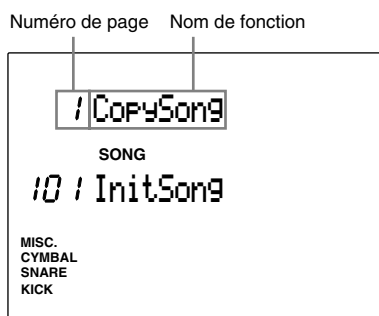 Numéro de page Nom de fonction
1 CopySong
SONG
101 InitSong
MISC.
CYMBAL
SNARE
KICK